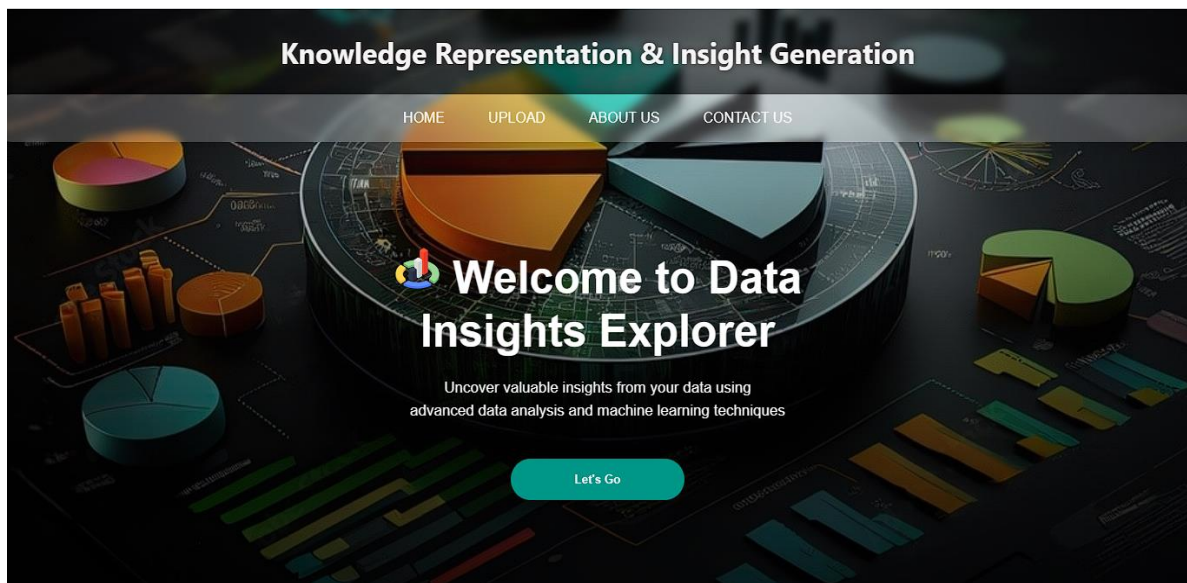 Knowledge Representation & Insight Generation
HOME UPLOAD ABOUT US CONTACT US
Welcome to Data
Insights Explorer
Uncover valuable insights from your data using
advanced data analysis and machine learning techniques
Let's Go